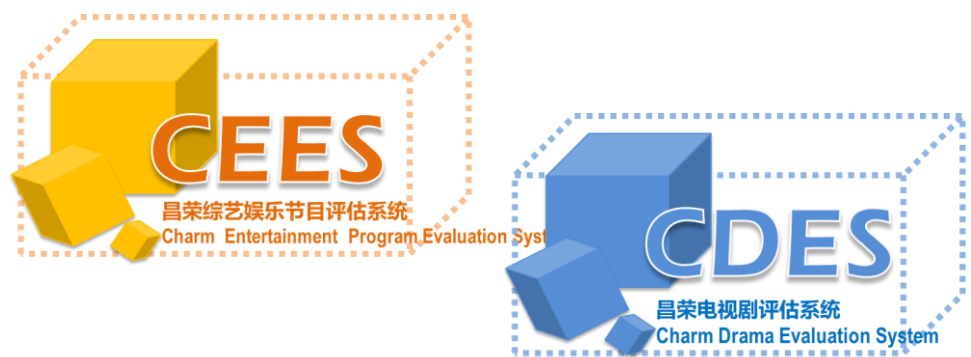 CEES
昌荣综艺娱乐节目评估系统
Charm Entertainment Program Evaluation Syst
CDES
昌荣电视剧评估系统
Charm Drama Evaluation System